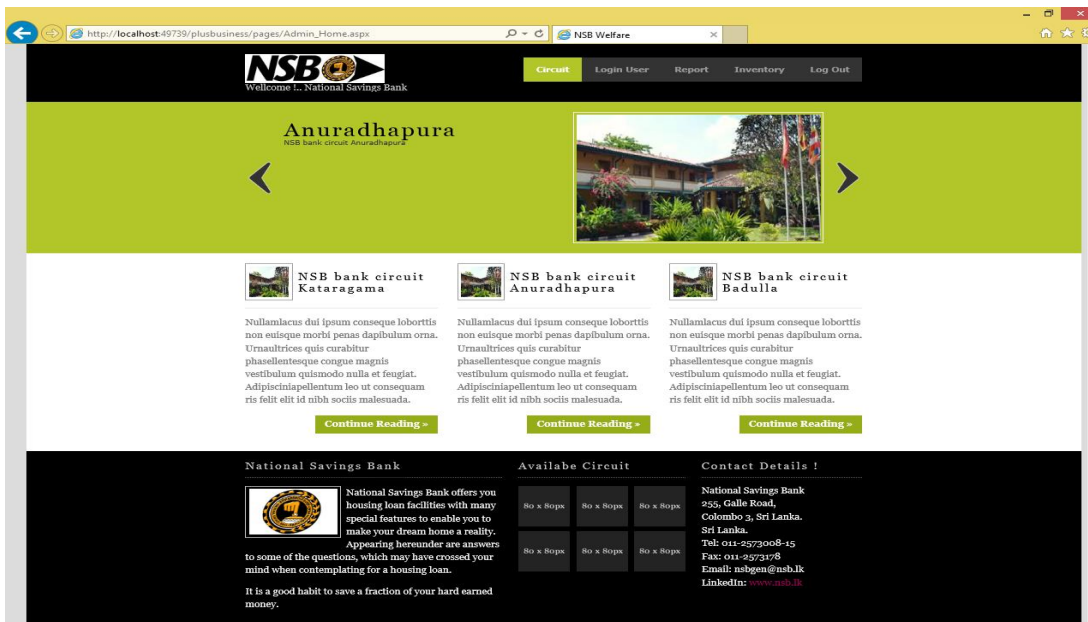 http://localhost:49739/plusbusiness/pages/Admin_Home.aspx
NSB Welfare
NSB
Wellcome !.. National Savings Bank
Circuit Login User Report Inventory Log Out
Anuradhapura
NSB bank circuit Anuradhapura
NSB bank circuit
Kataragama
Nullamlacus dui ipsum conseque loborttis
non euisque morbi penas dapibulum orna.
Urnaultrices quis curabitur
phasellentesque congue magnis
vestibulum quismodo nulla et feugiat.
Adipisciniapellentum leo ut consequam
ris felit elit id nibh sociis malesuada.
Continue Reading »
NSB bank circuit
Anuradhapura
Nullamlacus dui ipsum conseque loborttis
non euisque morbi penas dapibulum orna.
Urnaultrices quis curabitur
phasellentesque congue magnis
vestibulum quismodo nulla et feugiat.
Adipisciniapellentum leo ut consequam
ris felit elit id nibh sociis malesuada.
Continue Reading »
NSB bank circuit
Badulla
Nullamlacus dui ipsum conseque loborttis
non euisque morbi penas dapibulum orna.
Urnaultrices quis curabitur
phasellentesque congue magnis
vestibulum quismodo nulla et feugiat.
Adipisciniapellentum leo ut consequam
ris felit elit id nibh sociis malesuada.
Continue Reading »
National Savings Bank
National Savings Bank offers you
housing loan facilities with many
special features to enable you to
make your dream home a reality.
Appearing hereunder are answers
to some of the questions, which may have crossed your
mind when contemplating for a housing loan.
It is a good habit to save a fraction of your hard earned
money.
Availabe Circuit
80 x 80px 80 x 80px 80 x 80px
80 x 80px 80 x 80px 80 x 80px
Contact Details !
National Savings Bank
255, Galle Road,
Colombo 3, Sri Lanka.
Sri Lanka.
Tel: 011-2573008-15
Fax: 011-2573178
Email: nsbgen@nsb.lk
LinkedIn: www.nsb.lk